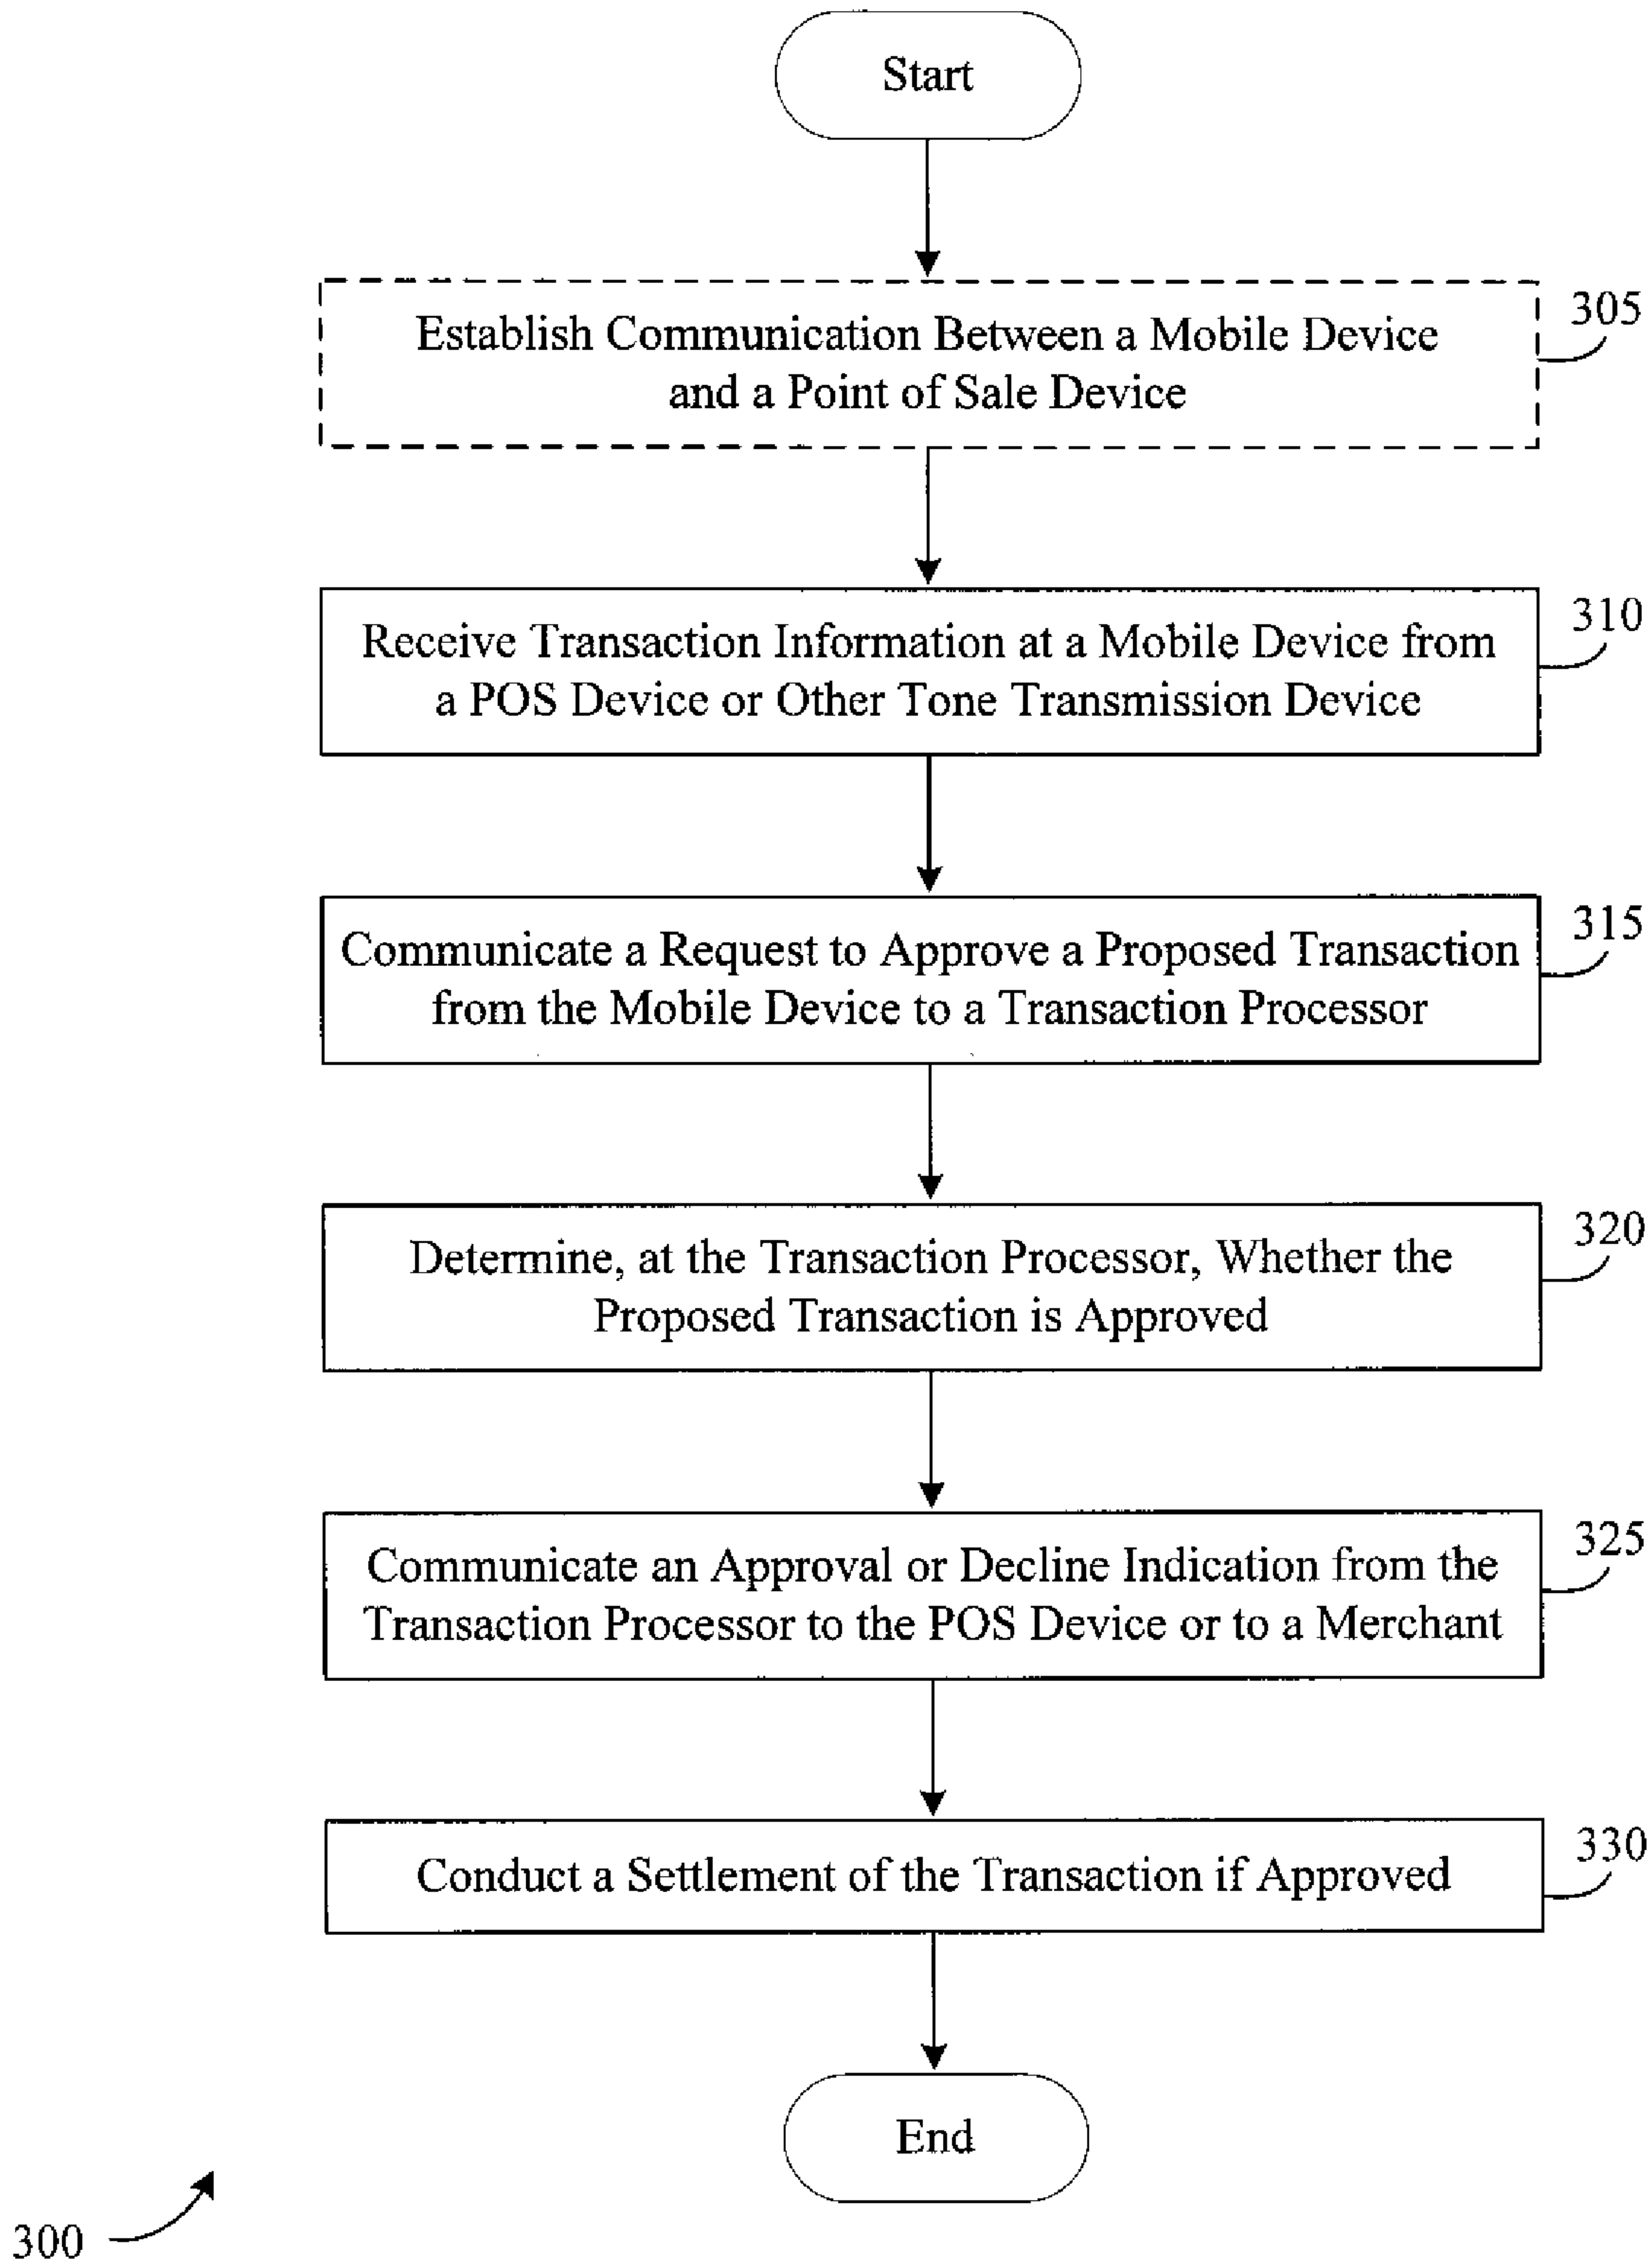 Start
Establish Communication Between a Mobile Device
and a Point of Sale Device
305
Receive Transaction Information at a Mobile Device from
a POS Device or Other Tone Transmission Device
310
Communicate a Request to Approve a Proposed Transaction
from the Mobile Device to a Transaction Processor
315
Determine, at the Transaction Processor, Whether the
Proposed Transaction is Approved
320
Communicate an Approval or Decline Indication from the
Transaction Processor to the POS Device or to a Merchant
325
Conduct a Settlement of the Transaction if Approved
330
End
300